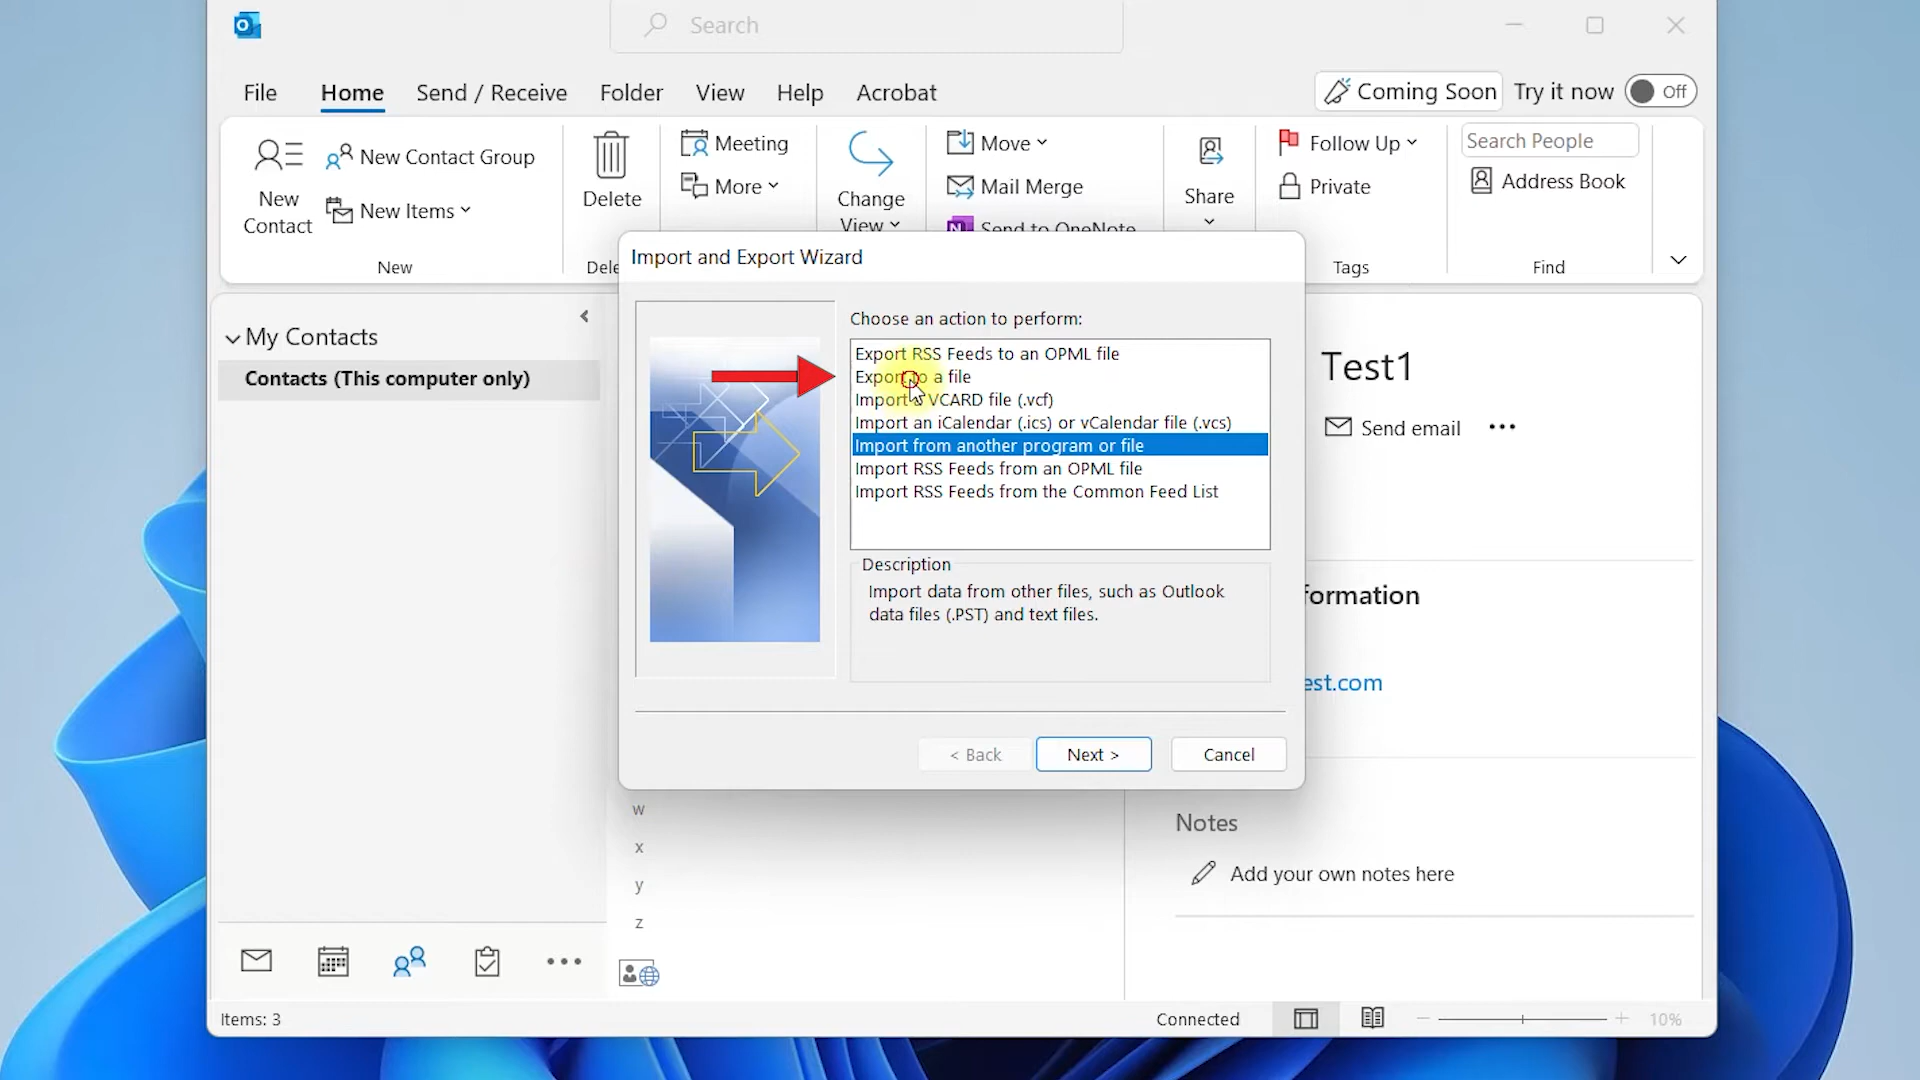 Search
File Home Send / Receive Folder View Help Acrobat Coming Soon Try it now Off
New Contact
New Contact Group
New Items
New
Delete
Dele
Meeting
More
Change View
Move
Mail Merge
Send to OneNote
Share
Follow Up
Private
Tags
Search People
Address Book
Find
My Contacts
Contacts (This computer only)
Import and Export Wizard
Choose an action to perform:
Export RSS Feeds to an OPML file
Export to a file
Import a VCARD file (.vcf)
Import an iCalendar (.ics) or vCalendar file (.vcs)
Import from another program or file
Import RSS Feeds from an OPML file
Import RSS Feeds from the Common Feed List
Description
Import data from other files, such as Outlook
data files (.PST) and text files.
< Back Next > Cancel
Test1
Send email
formation
est.com
Notes
Add your own notes here
w
x
y
z
Items: 3
Connected
10%